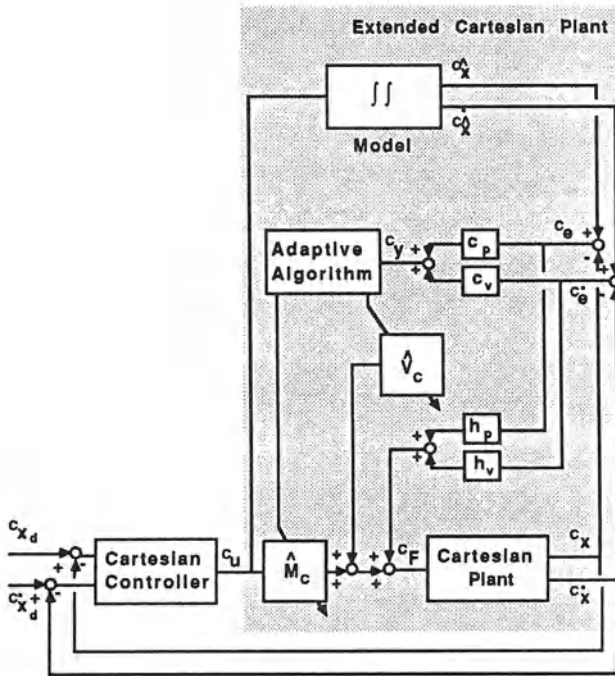 Extended Cartesian Plant
c x̂
∫∫
c ẋ̂
Model
Adaptive
Algorithm
c y
+
+
c p
c v
c e
+
-
c ė
+
-
V̂ c
h p
h v
+
+
c x d
+
-
c ẋ d
+
-
Cartesian
Controller
c u
M̂ c
+
+
+
+
c F
Cartesian
Plant
c x
c ẋ